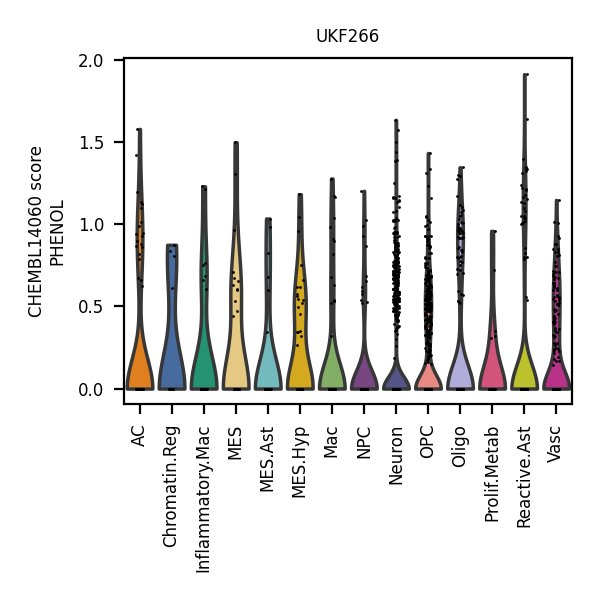 UKF266
CHEMBL14060 score
PHENOL
2.0
1.5
1.0
0.5
0.0
AC
Chromatin.Reg
Inflammatory.Mac
MES
MES.Ast
MES.Hyp
Mac
NPC
Neuron
OPC
Oligo
Prolif.Metab
Reactive.Ast
Vasc